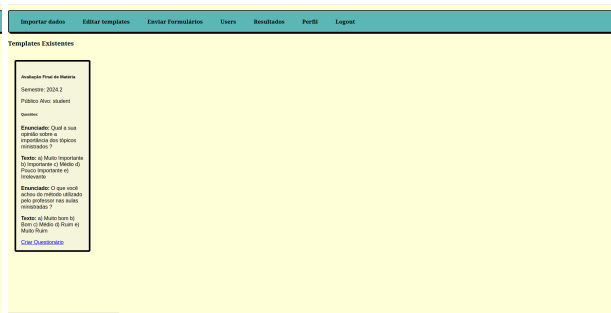 Importar dados Editar templates Enviar Formulários Users Resultados Perfil Logout
Templates Existentes
Avaliação Final de Matéria
Semestre: 2024.2
Público Alvo: student
Questões:
Enunciado: Qual a sua
opinião sobre a
importância dos tópicos
ministrados ?
Texto: a) Muito Importante
b) Importante c) Médio d)
Pouco Importante e)
Irrelevante
Enunciado: O que você
achou do método utilizado
pelo professor nas aulas
ministradas ?
Texto: a) Muito bom b)
Bom c) Médio d) Ruim e)
Muito Ruim
Criar Questionário